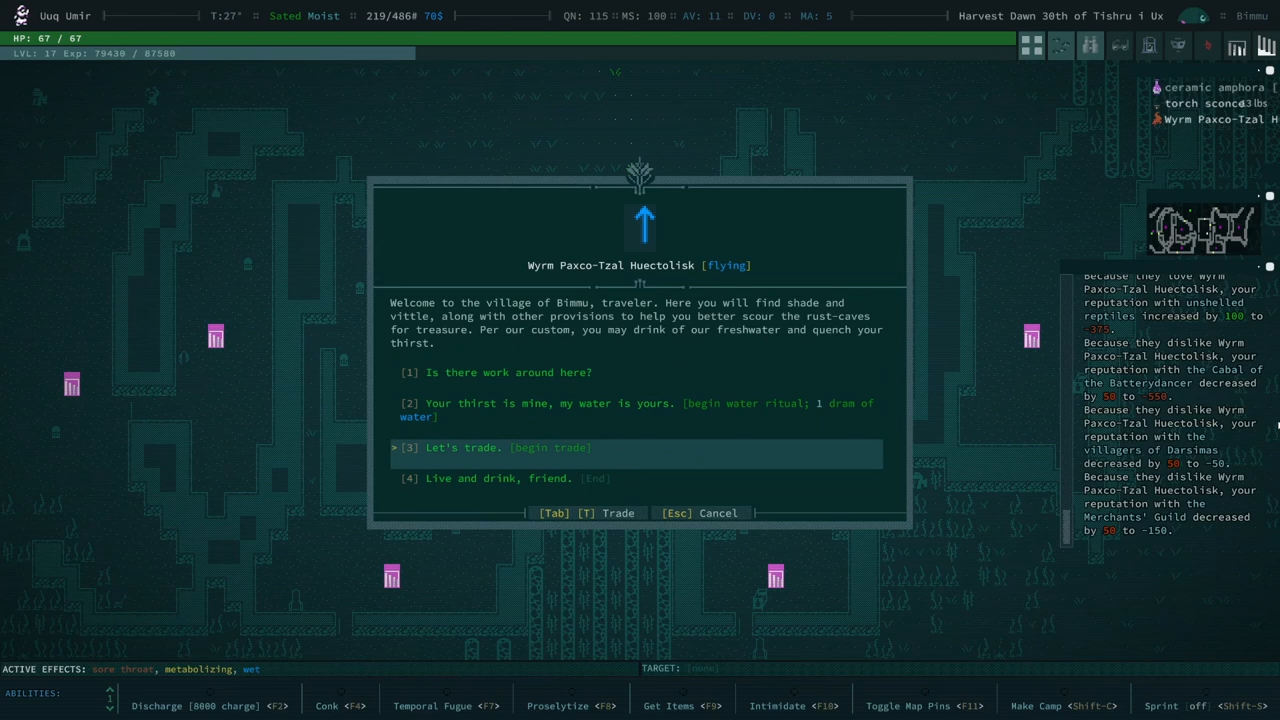 Uuq Umir T:27° :: Sated Moist 219/486# 70$ QN: 115:: MS: 100 :: AV: 11 :: DV: 0 :: MA: 5 Harvest Dawn 30th of Tishru i Ux :: Bimmu
HP: 67 / 67
LVL: 17 Exp: 79430 / 87580
ceramic amphora [
torch sconce 13 lbs
Wyrm Paxco-Tzal H
Wyrm Paxco-Tzal Huectolisk [flying]
Welcome to the village of Bimmu, traveler. Here you will find shade and
vittle, along with other provisions to help you better scour the rust-caves
for treasure. Per our custom, you may drink of our freshwater and quench your
thirst.
[1] Is there work around here?
[2] Your thirst is mine, my water is yours. [begin water ritual; 1 dram of
water]
> [3] Let's trade. [begin trade]
[4] Live and drink, friend. [End]
[Tab] [T] Trade [Esc] Cancel
Because they love Wyrm
Paxco-Tzal Huectolisk, your
reputation with unshelled
reptiles increased by 100 to
-375.
Because they dislike Wyrm
Paxco-Tzal Huectolisk, your
reputation with the Cabal of
the Batterydancer decreased
by 50 to -550.
Because they dislike Wyrm
Paxco-Tzal Huectolisk, your
reputation with the
villagers of Darsimas
decreased by 50 to -50.
Because they dislike Wyrm
Paxco-Tzal Huectolisk, your
reputation with the
Merchants' Guild decreased
by 50 to -150.
ACTIVE EFFECTS: sore throat, metabolizing, wet
TARGET: [none]
ABILITIES: 1 Discharge [8000 charge] <F2> Conk <F4> Temporal Fugue <F7> Proselytize <F8> Get Items <F9> Intimidate <F10> Toggle Map Pins <F11> Make Camp <Shift-C> Sprint [off] <Shift-S>